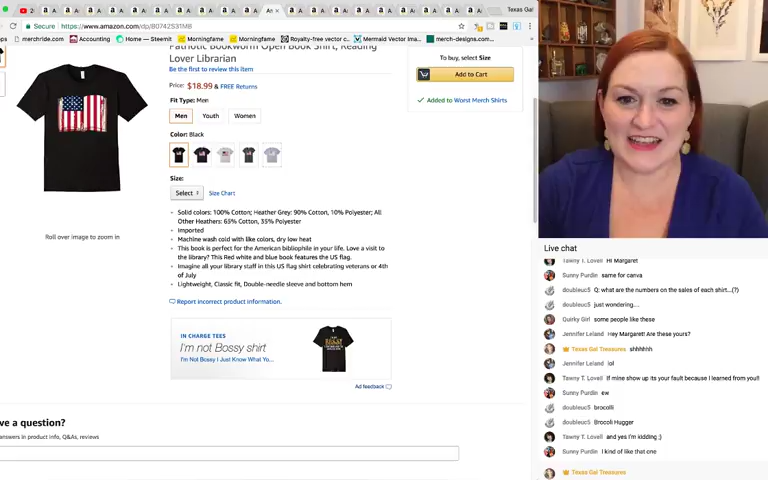 Texas Gal
Secure https://www.amazon.com/dp/B0742S31MB
merchride.com Accounting Home — Steemit Morningfame Morningfame Royalty-free vector c... Mermaid Vector Imag... merch-designs.com...
Patriotic Bookworm Open Book Shirt, Reading
Lover Librarian
Be the first to review this item
Price: $18.99 & FREE Returns
Fit Type: Men
Men Youth Women
Color: Black
Size:
Select Size Chart
Solid colors: 100% Cotton; Heather Grey: 90% Cotton, 10% Polyester; All
Other Heathers: 65% Cotton, 35% Polyester
Imported
Machine wash cold with like colors, dry low heat
This book is perfect for the American bibliophile in your life. Love a visit to
the library? This Red white and blue book features the US flag.
Imagine all your library staff in this US flag shirt celebrating veterans or 4th
of July
Lightweight, Classic fit, Double-needle sleeve and bottom hem
Report incorrect product information.
Roll over image to zoom in
IN CHARGE TEES
I'm not Bossy shirt
I'm Not Bossy I Just Know What Yo...
BOSSY
Ad feedback
ve a question?
answers in product info, Q&As, reviews
To buy, select Size
Add to Cart
Added to Worst Merch Shirts
Live chat
Tawny T. Lovell Hi Margaret
Sunny Purdin same for canva
doubleuc5 Q: what are the numbers on the sales of each shirt...(?)
doubleuc5 just wondering....
Quirky Girl some people like these
Jennifer Leland Hey Margaret! Are these yours?
Texas Gal Treasures shhhhhh
Jennifer Leland lol
Tawny T. Lovell If mine show up its your fault because I learned from you!!
Sunny Purdin ew
doubleuc5 brocolli
doubleuc5 Brocoli Hugger
Tawny T. Lovell and yes I'm kidding ;)
Sunny Purdin I kind of like that one
Texas Gal Treasures